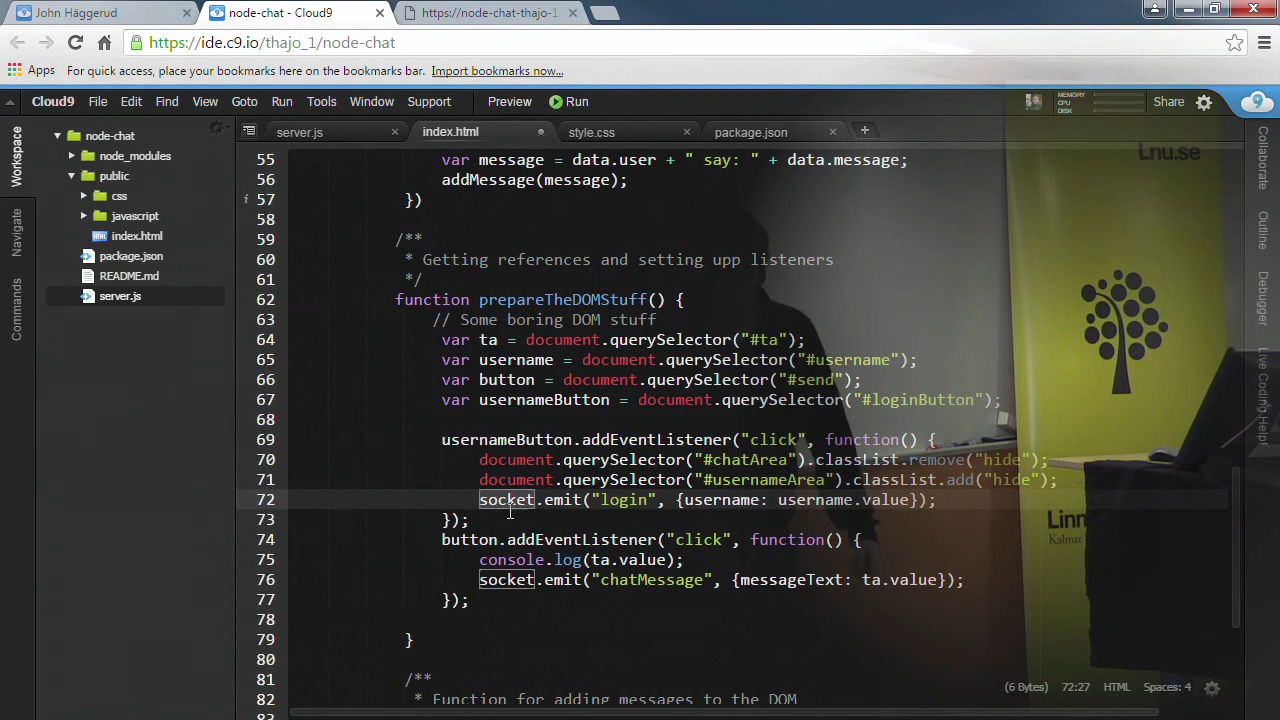 John Häggerud
node-chat - Cloud9
https://node-chat-thajo-1
https://ide.c9.io/thajo_1/node-chat
Apps For quick access, place your bookmarks here on the bookmarks bar. Import bookmarks now...
Cloud9 File Edit Find View Goto Run Tools Window Support Preview Run MEMORY CPU DISK Share
Workspace
Navigate
Commands
node-chat
node_modules
public
css
javascript
index.html
package.json
README.md
server.js
server.js index.html style.css package.json
55 var message = data.user + " say: " + data.message;
56 addMessage(message);
57 })
58
59 /**
60 * Getting references and setting upp listeners
61 */
62 function prepareTheDOMStuff() {
63 // Some boring DOM stuff
64 var ta = document.querySelector("#ta");
65 var username = document.querySelector("#username");
66 var button = document.querySelector("#send");
67 var usernameButton = document.querySelector("#loginButton");
68
69 usernameButton.addEventListener("click", function() {
70 document.querySelector("#chatArea").classList.remove("hide");
71 document.querySelector("#usernameArea").classList.add("hide");
72 socket.emit("login", {username: username.value});
73 });
74 button.addEventListener("click", function() {
75 console.log(ta.value);
76 socket.emit("chatMessage", {messageText: ta.value});
77 });
78
79 }
80
81 /**
82 * Function for adding messages to the DOM
83
(6 Bytes) 72:27 HTML Spaces: 4
Collaborate
Outline
Debugger
Live Coding Help!
Lnu.se
Linn
Kalmar